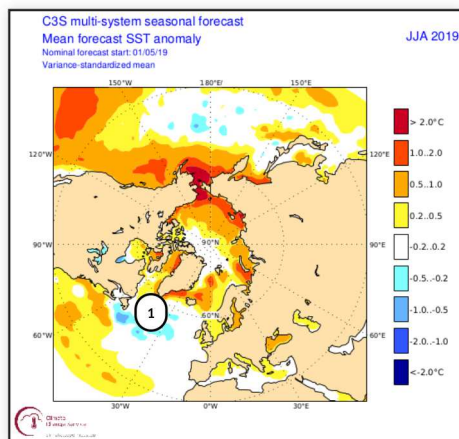 C3S multi-system seasonal forecast
Mean forecast SST anomaly
JJA 2019
Nominal forecast start: 01/05/19
Variance-standardized mean
150°W 180°E 150°E
120°W 120°E
90°W 90°N 90°E
60°W 60°N 60°E
30°W 0°W 30°E
1
> 2.0°C
1.0..2.0
0.5..1.0
0.2..0.5
-0.2..0.2
-0.5..-0.2
-1.0..-0.5
-2.0..-1.0
<-2.0°C
Climate
Change Service